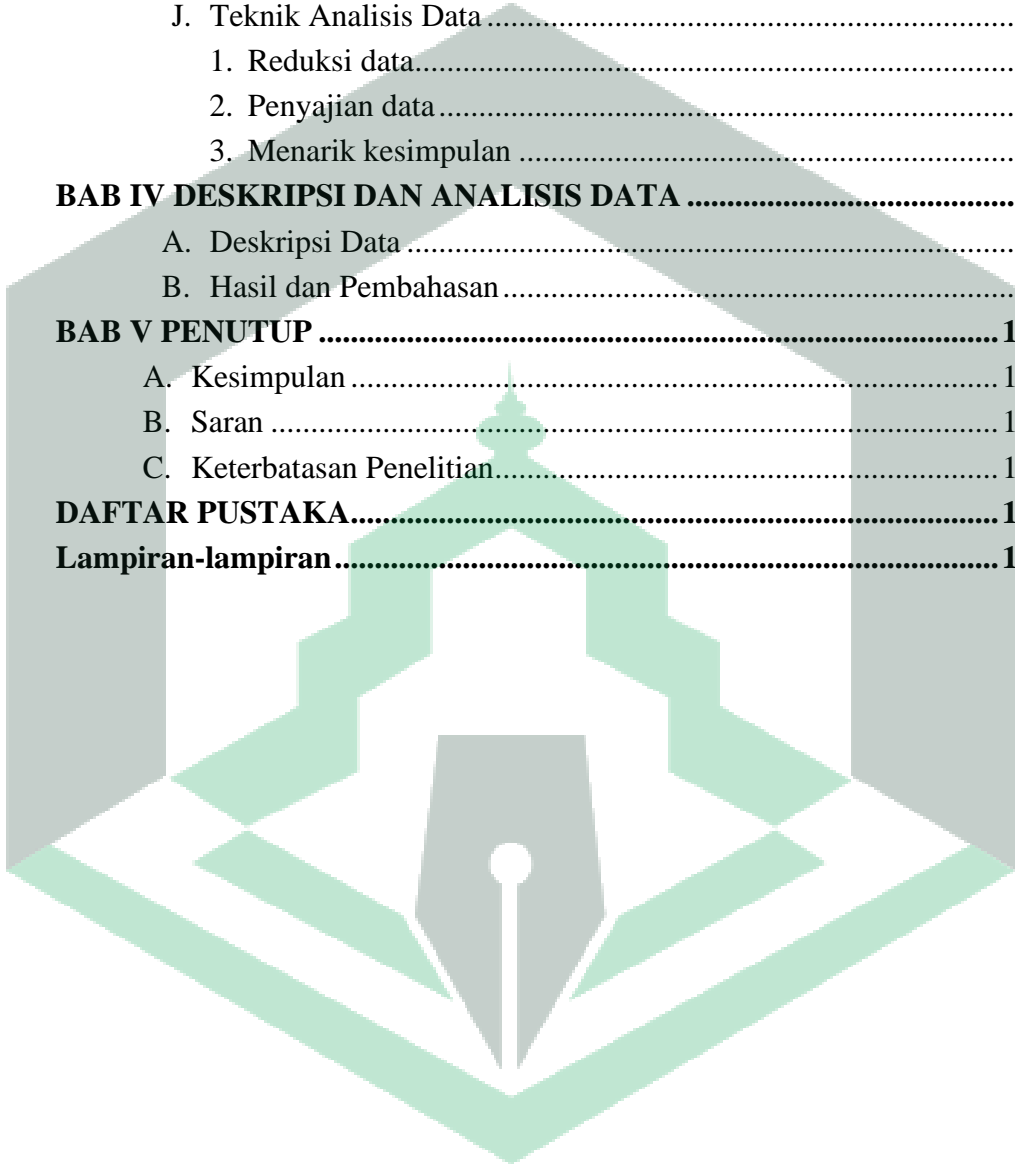 J. Teknik Analisis Data ................................................................
1. Reduksi data................................................................
2. Penyajian data ................................................................
3. Menarik kesimpulan ................................................................
BAB IV DESKRIPSI DAN ANALISIS DATA ................................................................
A. Deskripsi Data ................................................................
B. Hasil dan Pembahasan ................................................................
BAB V PENUTUP ................................................................ 1
A. Kesimpulan ................................................................ 1
B. Saran ................................................................ 1
C. Keterbatasan Penelitian................................................................ 1
DAFTAR PUSTAKA................................................................ 1
Lampiran-lampiran ................................................................ 1